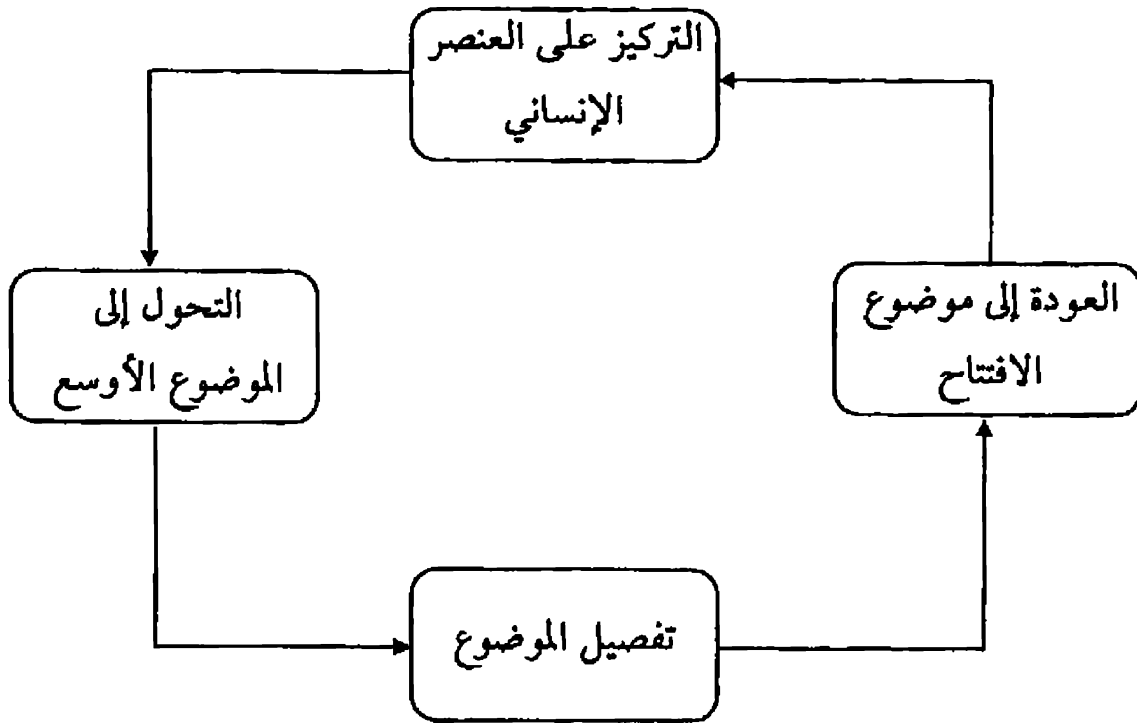 التركيز على العنصر
الإنساني
العودة إلى موضوع
الافتتاح
التحول إلى
الموضوع الأوسع
تفصيل الموضوع